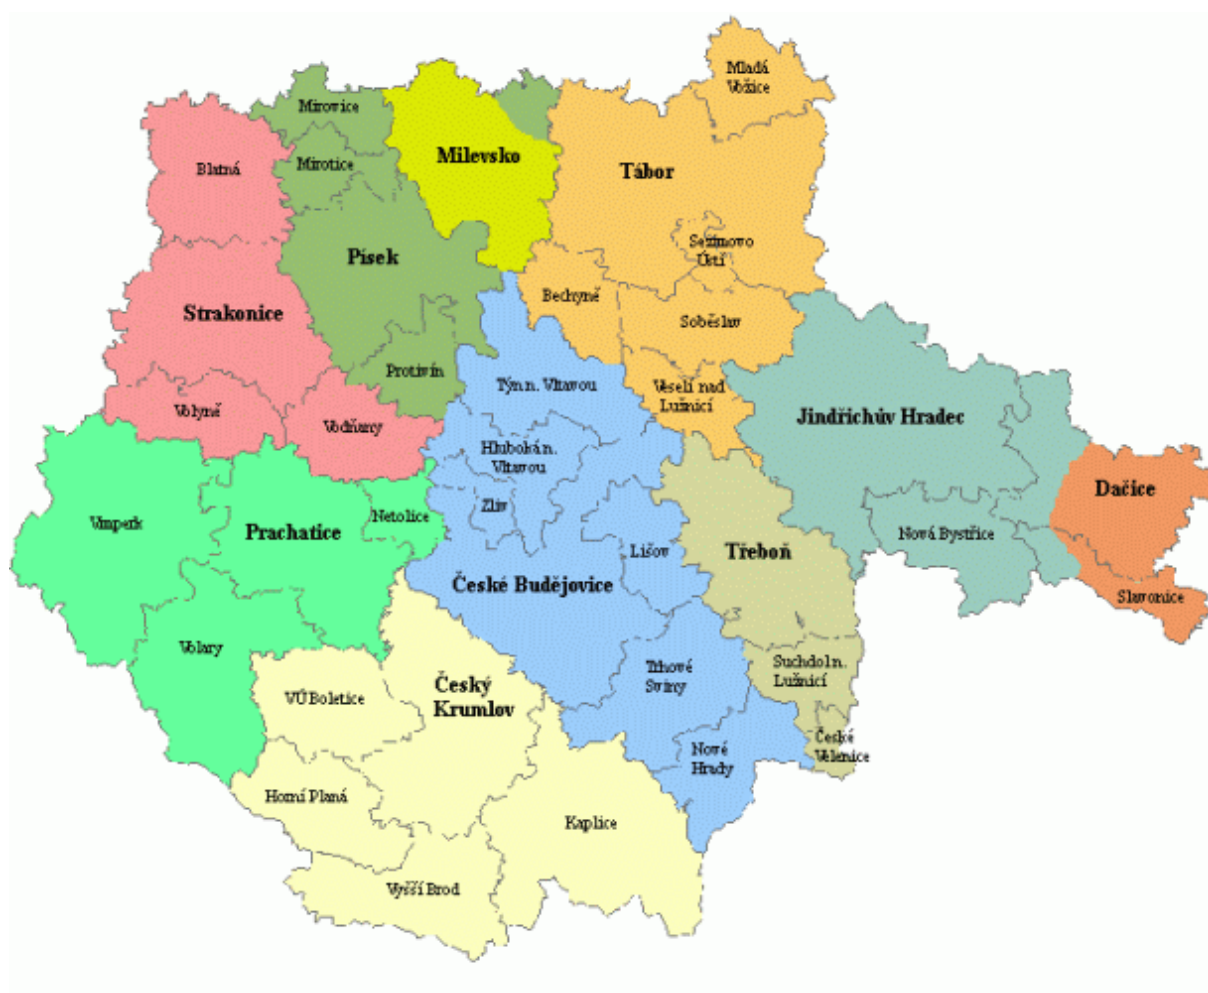 Mladá
Vožice
Mirovice
Milevsko
Mirotice
Blatná
Tábor
Sezimovo
Ústí
Písek
Bechyně
Strakonice
Soběslav
Protivín
Týn n. Vltavou
Veselí nad
Lužnicí
Volyně
Vodňany
Jindřichův Hradec
Hluboká n.
Vltavou
Dačice
Vimperk
Netolice
Zliv
Prachatice
Nová Bystřice
Lišov
Třeboň
České Budějovice
Slavonice
Volary
Trhové
Sviny
Suchdol n.
Lužnicí
VÚ Boletice
Český
Krumlov
České
Velenice
Nové
Hrady
Horní Planá
Kaplice
Vyšší Brod